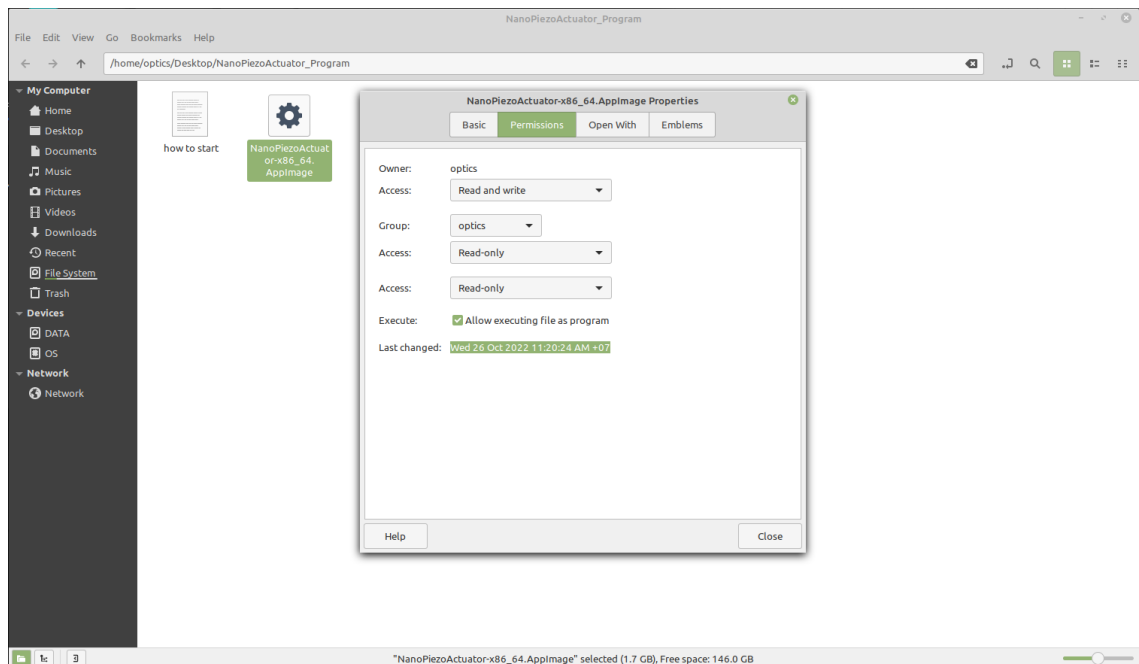 NanoPiezoActuator_Program
File Edit View Go Bookmarks Help
/home/optics/Desktop/NanoPiezoActuator_Program
My Computer
Home
Desktop
Documents
Music
Pictures
Videos
Downloads
Recent
File System
Trash
Devices
DATA
OS
Network
Network
how to start
NanoPiezoActuat
or-x86_64.
AppImage
NanoPiezoActuator-x86_64.AppImage Properties
Basic Permissions Open With Emblems
Owner: optics
Access: Read and write
Group: optics
Access: Read-only
Access: Read-only
Execute: Allow executing file as program
Last changed: Wed 26 Oct 2022 11:20:24 AM +07
Help Close
"NanoPiezoActuator-x86_64.AppImage" selected (1.7 GB), Free space: 146.0 GB